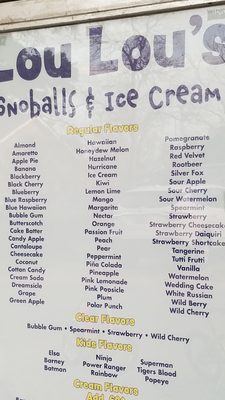 Lou Lou's
Snoballs & Ice Cream
Regular Flavors
Almond
Amaretto
Apple Pie
Banana
Blackberry
Black Cherry
Blueberry
Blue Raspberry
Blue Hawaiian
Bubble Gum
Butterscotch
Cake Batter
Candy Apple
Cantaloupe
Cheesecake
Coconut
Cotton Candy
Cream Soda
Dreamsicle
Grape
Green Apple
Hawaiian
Honeydew Melon
Hazelnut
Hurricane
Ice Cream
Kiwi
Lemon Lime
Mango
Margarita
Nectar
Orange
Passion Fruit
Peach
Pear
Peppermint
Piña Colada
Pineapple
Pink Lemonade
Pink Popsicle
Plum
Polar Punch
Pomegranate
Raspberry
Red Velvet
Rootbeer
Silver Fox
Sour Apple
Sour Cherry
Sour Watermelon
Spearmint
Strawberry
Strawberry Cheesecake
Strawberry Daiquiri
Strawberry Shortcake
Tangerine
Tutti Frutti
Vanilla
Watermelon
Wedding Cake
White Russian
Wild Berry
Wild Cherry
Clear Flavors
Bubble Gum • Spearmint • Strawberry • Wild Cherry
Kids Flavors
Elsa
Barney
Batman
Ninja
Power Ranger
Rainbow
Superman
Tigers Blood
Popeye
Cream Flavors
Add